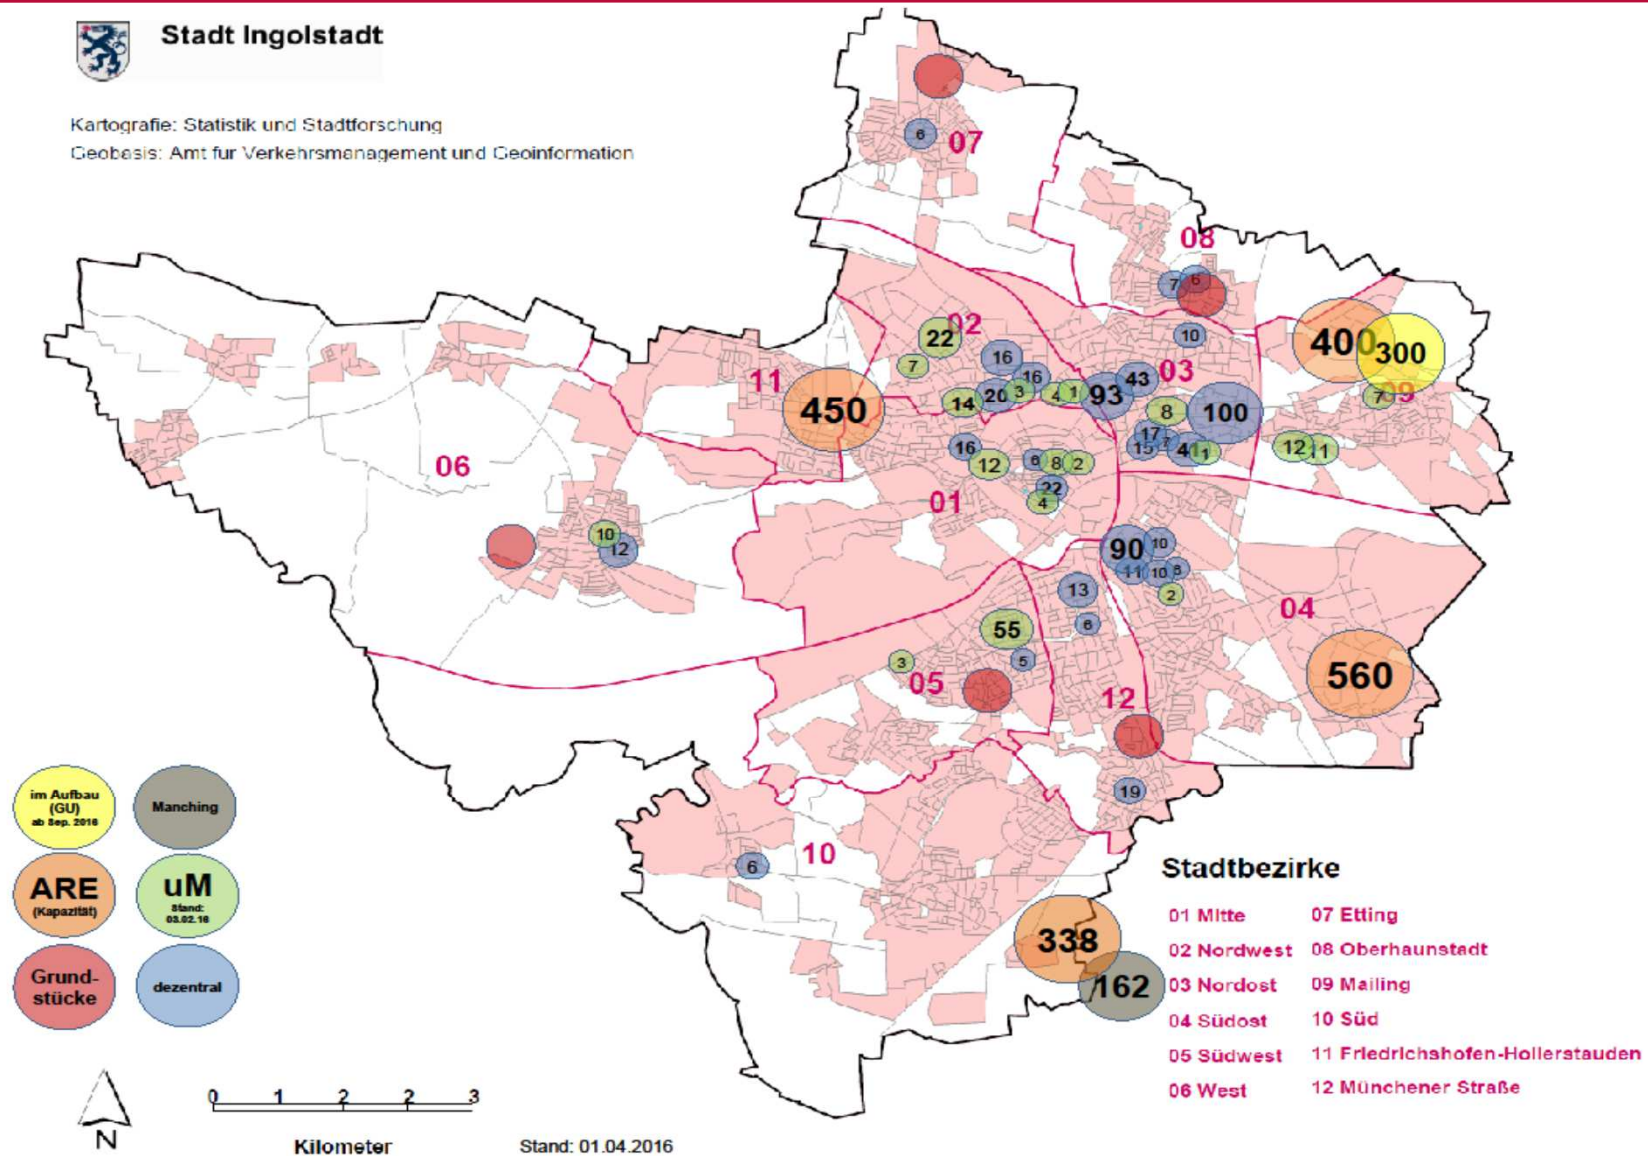 Stadt Ingolstadt
Kartografie: Statistik und Stadtforschung
Geobasis: Amt fur Verkehrsmanagement und Geoinformation
6
07
08
7
6
10
02
22
7
16
16
14
20
3
4
1
93
43
03
8
100
17
15
7
1
400
300
7
09
12
11
11
450
16
12
6
8
2
22
4
01
06
10
12
90
10
11
10
8
2
13
6
04
560
55
3
5
05
12
19
10
6
338
162
im Aufbau
(GU)
ab Sep. 2016
Manching
ARE
(Kapazität)
uM
Stand:
03.02.16
Grund-
stücke
dezentral
N
0 1 2 2 3
Kilometer
Stand: 01.04.2016
Stadtbezirke
01 Mitte
02 Nordwest
03 Nordost
04 Südost
05 Südwest
06 West
07 Etting
08 Oberhaunstadt
09 Mailing
10 Süd
11 Friedrichshofen-Hollerstauden
12 Münchener Straße